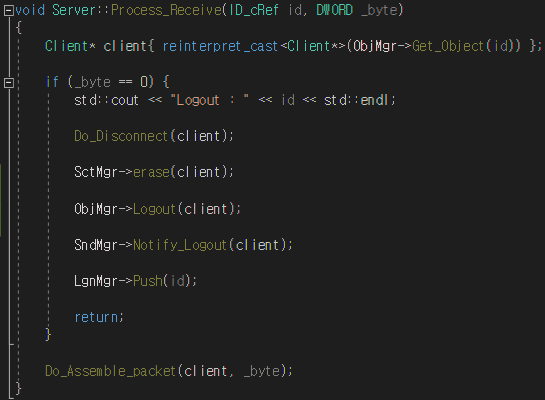 void Server::Process_Receive(ID_cRef id, DWORD _byte)
{
Client* client{ reinterpret_cast<Client*>(ObjMgr->Get_Object(id)) };
if (_byte == 0) {
std::cout << "Logout : " << id << std::endl;
Do_Disconnect(client);
SctMgr->erase(client);
ObjMgr->Logout(client);
SndMgr->Notify_Logout(client);
LgnMgr->Push(id);
return;
}
Do_Assemble_packet(client, _byte);
}